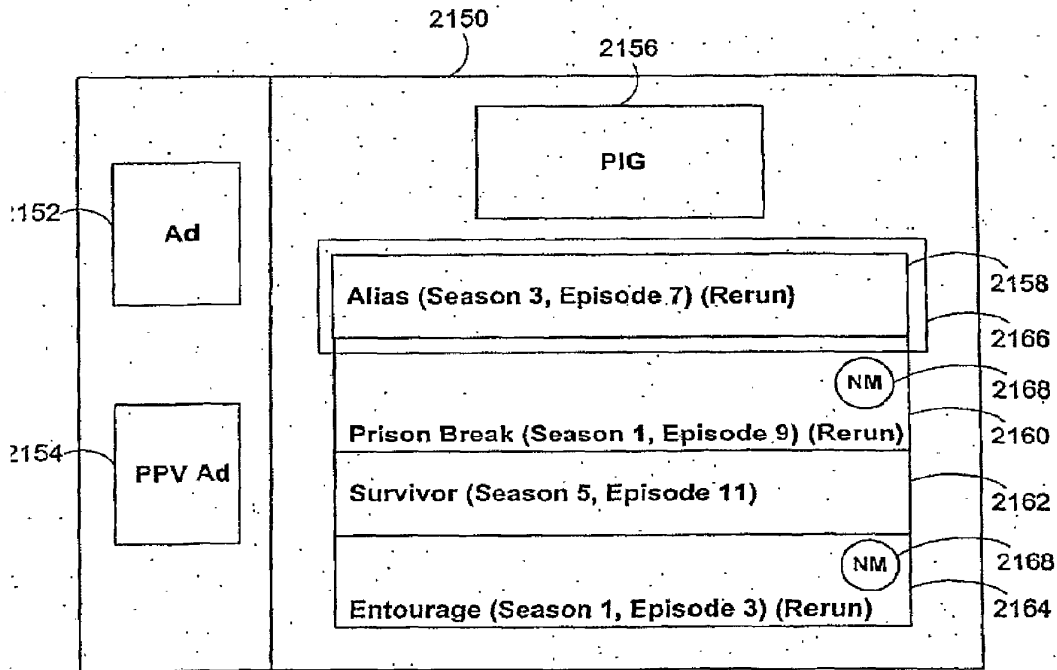 2150
2156
PIG
2152
Ad
Alias (Season 3, Episode 7) (Rerun)
2158
2166
NM
2168
Prison Break (Season 1, Episode 9) (Rerun)
2160
2154
PPV Ad
Survivor (Season 5, Episode 11)
2162
NM
2168
Entourage (Season 1, Episode 3) (Rerun)
2164